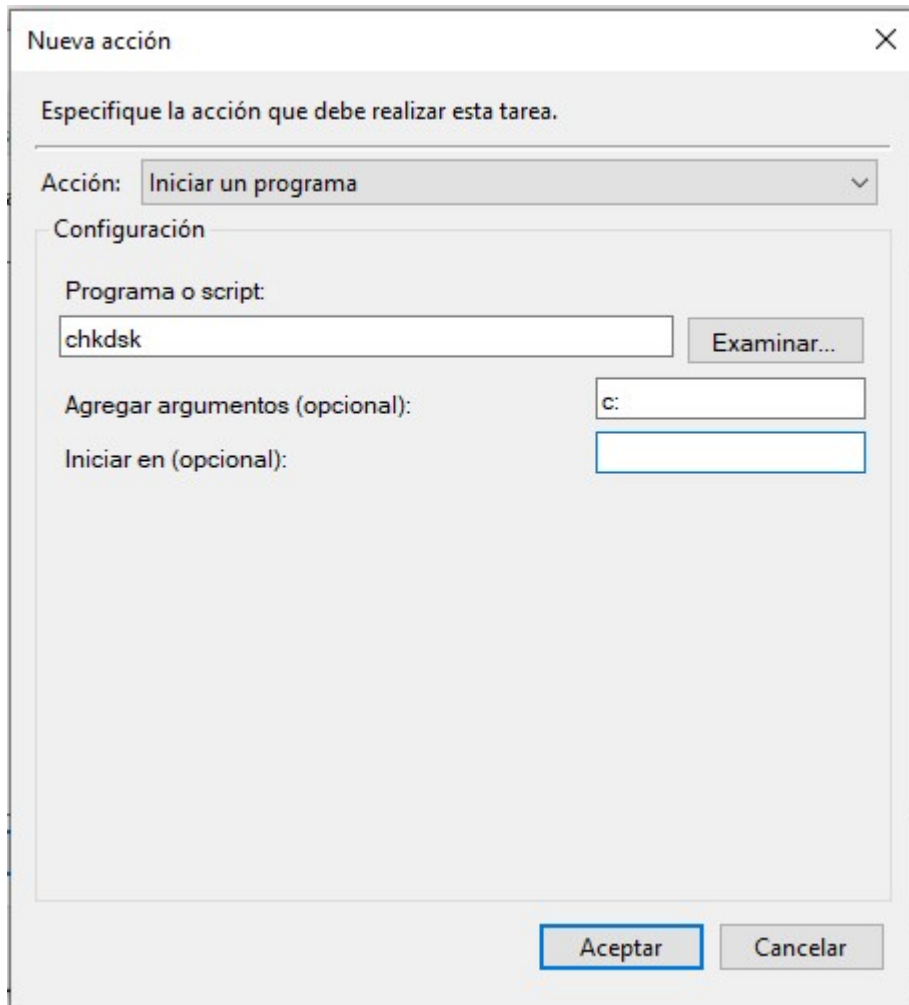 Nueva acción
Especifique la acción que debe realizar esta tarea.
Acción: Iniciar un programa
Configuración
Programa o script:
chkdsk Examinar...
Agregar argumentos (opcional): c:
Iniciar en (opcional):
Aceptar Cancelar